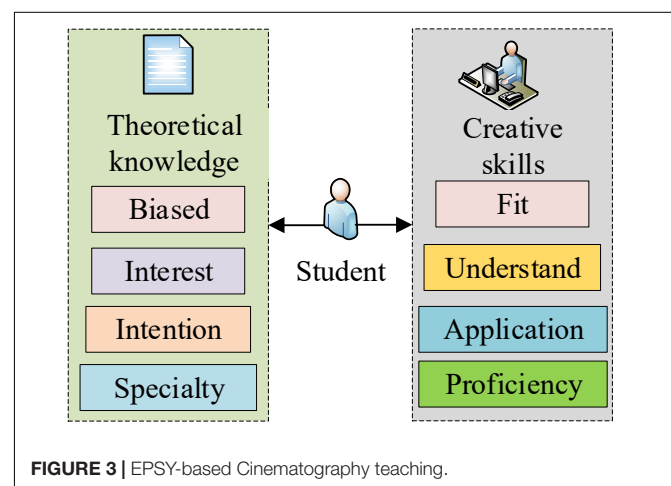 Theoretical
knowledge
Biased
Interest
Intention
Specialty
Student
Creative
skills
Fit
Understand
Application
Proficiency
FIGURE 3 | EPSY-based Cinematography teaching.